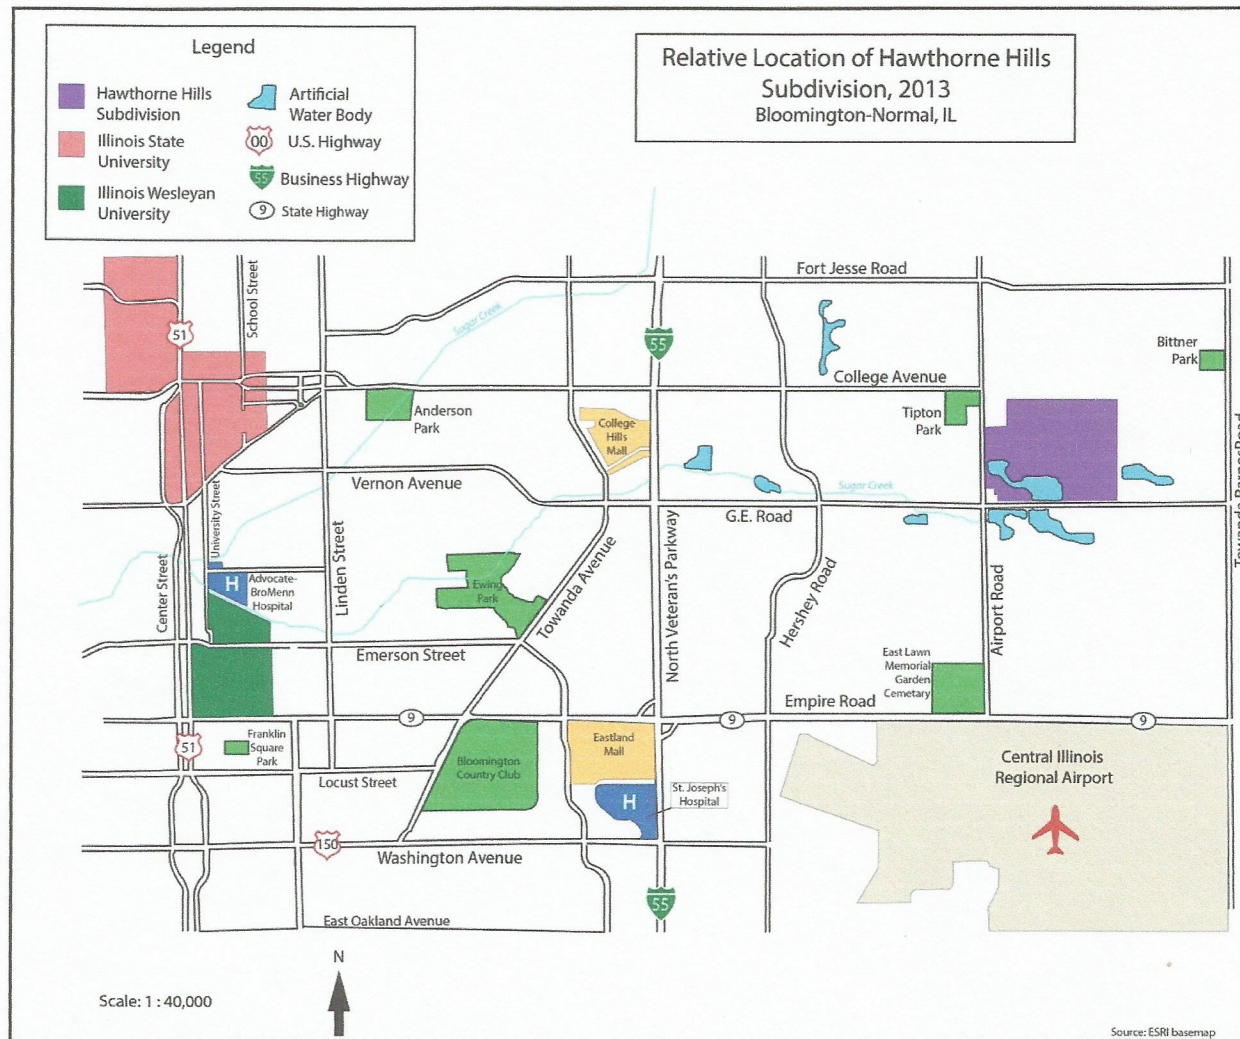 Legend
Hawthorne Hills
Subdivision
Illinois State
University
Illinois Wesleyan
University
Artificial
Water Body
00
U.S. Highway
55
Business Highway
9
State Highway
Relative Location of Hawthorne Hills
Subdivision, 2013
Bloomington-Normal, IL
Fort Jesse Road
School Street
51
Sugar Creek
55
Bittner
Park
College Avenue
Anderson
Park
College
Hills
Mall
Tipton
Park
Towanda Barnes Road
Vernon Avenue
Sugar Creek
G.E. Road
University Street
Linden Street
Center Street
H
Advocate-
BroMenn
Hospital
Ewing
Park
Towanda Avenue
North Veteran's Parkway
Hershey Road
Airport Road
Emerson Street
East Lawn
Memorial
Garden
Cemetary
Empire Road
9
9
9
51
Franklin
Square
Park
Bloomington
Country Club
Eastland
Mall
Central Illinois
Regional Airport
Locust Street
H
St. Joseph's
Hospital
150
Washington Avenue
55
East Oakland Avenue
N
Scale: 1 : 40,000
Source: ESRI basemap